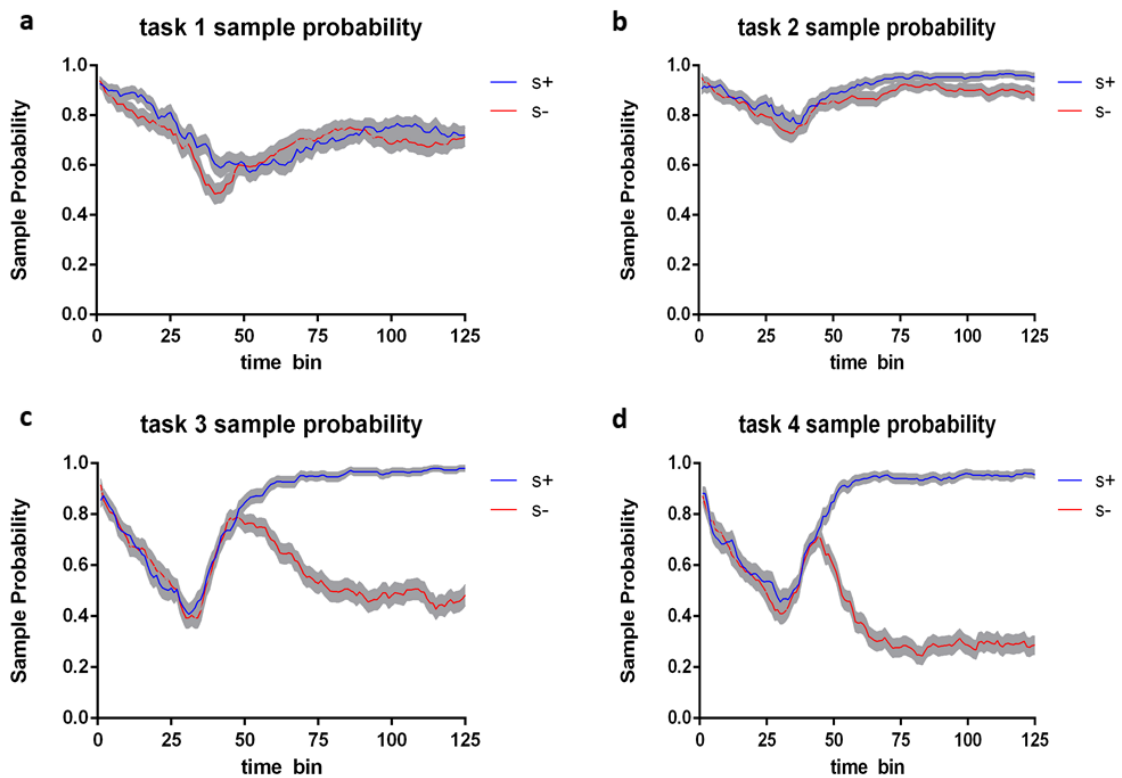 a
task 1 sample probability
1.0
0.8
0.6
0.4
0.2
0.0
Sample Probability
0 25 50 75 100 125
time bin
s+
s-
b
task 2 sample probability
1.0
0.8
0.6
0.4
0.2
0.0
Sample Probability
0 25 50 75 100 125
time bin
s+
s-
c
task 3 sample probability
1.0
0.8
0.6
0.4
0.2
0.0
Sample Probability
0 25 50 75 100 125
time bin
s+
s-
d
task 4 sample probability
1.0
0.8
0.6
0.4
0.2
0.0
Sample Probability
0 25 50 75 100 125
time bin
s+
s-